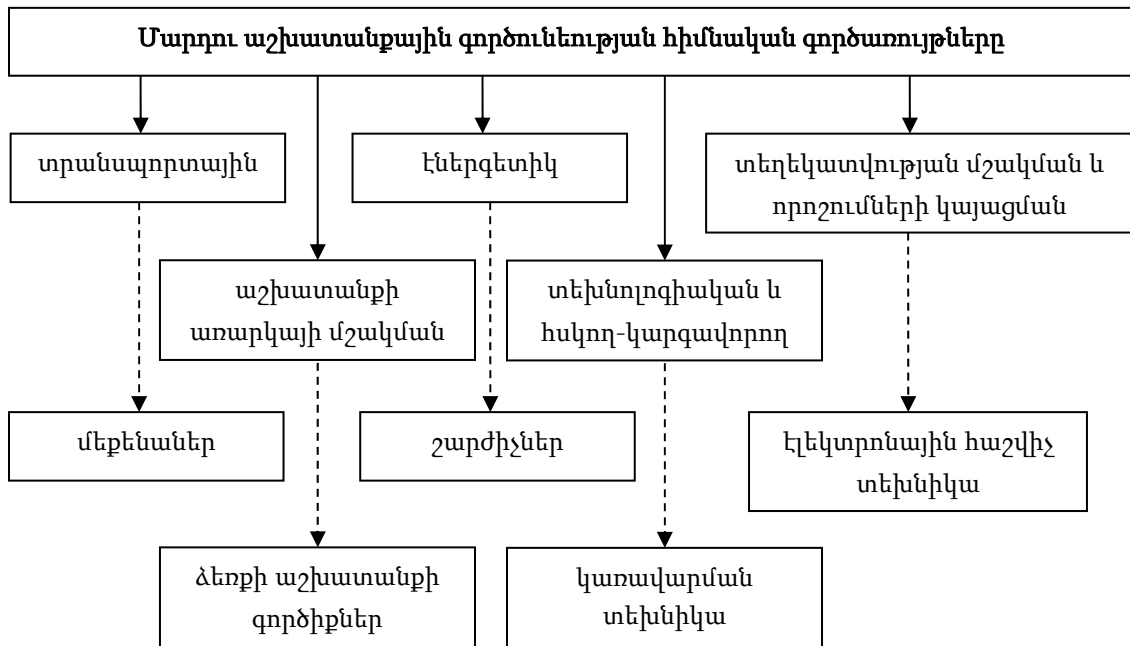 Մարդու աշխատանքային գործունեության հիմնական գործառույթները
տրանսպորտային
էներգետիկ
տեղեկատվության մշակման և
որոշումների կայացման
աշխատանքի
առարկայի մշակման
տեխնոլոգիական և
հսկող-կարգավորող
մեքենաներ
շարժիչներ
էլեկտրոնային հաշվիչ
տեխնիկա
ձեռքի աշխատանքի
գործիքներ
կառավարման
տեխնիկա